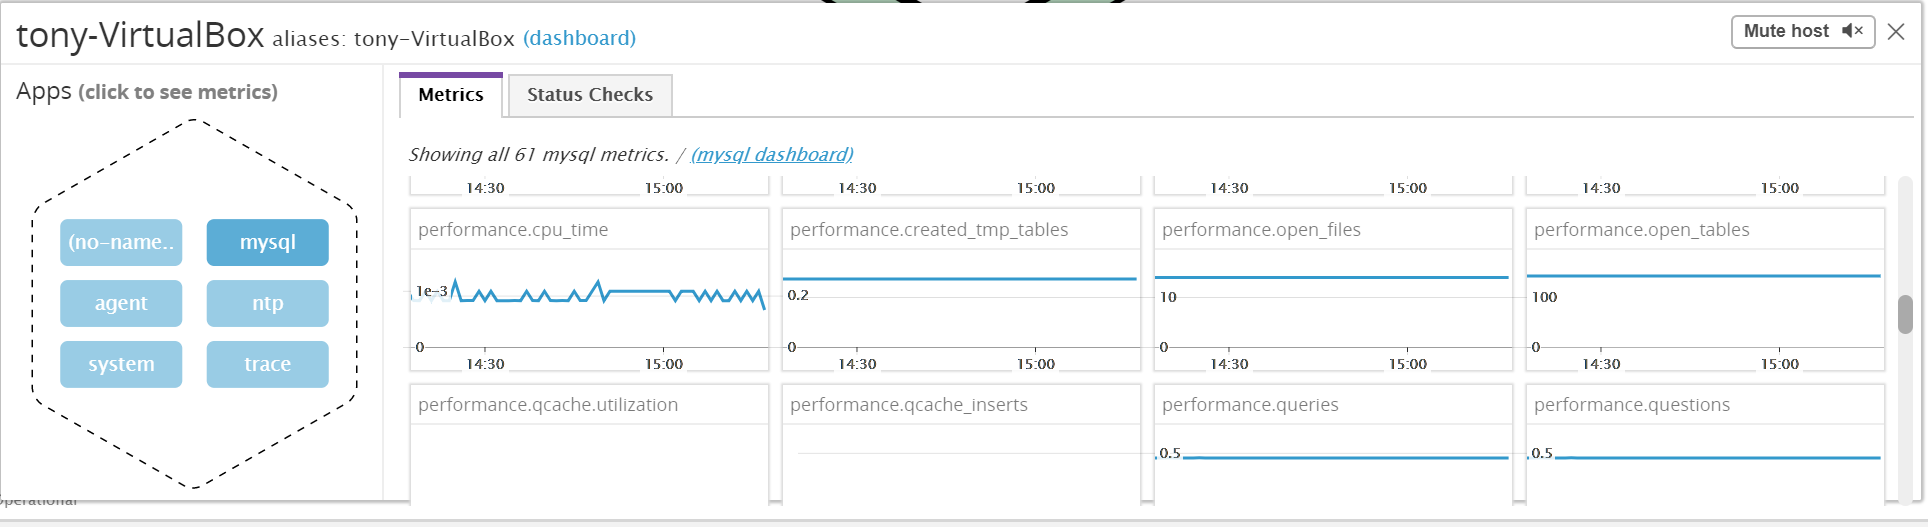 tony-VirtualBox aliases: tony-VirtualBox (dashboard)
Mute host
Apps (click to see metrics)
(no-name..
mysql
agent
ntp
system
trace
Metrics
Status Checks
Showing all 61 mysql metrics. / (mysql dashboard)
14:30 15:00
14:30 15:00
14:30 15:00
14:30 15:00
performance.cpu_time
1e-3
0
14:30 15:00
performance.created_tmp_tables
0.2
0
14:30 15:00
performance.open_files
10
0
14:30 15:00
performance.open_tables
100
0
14:30 15:00
performance.qcache.utilization
performance.qcache_inserts
performance.queries
0.5
performance.questions
0.5